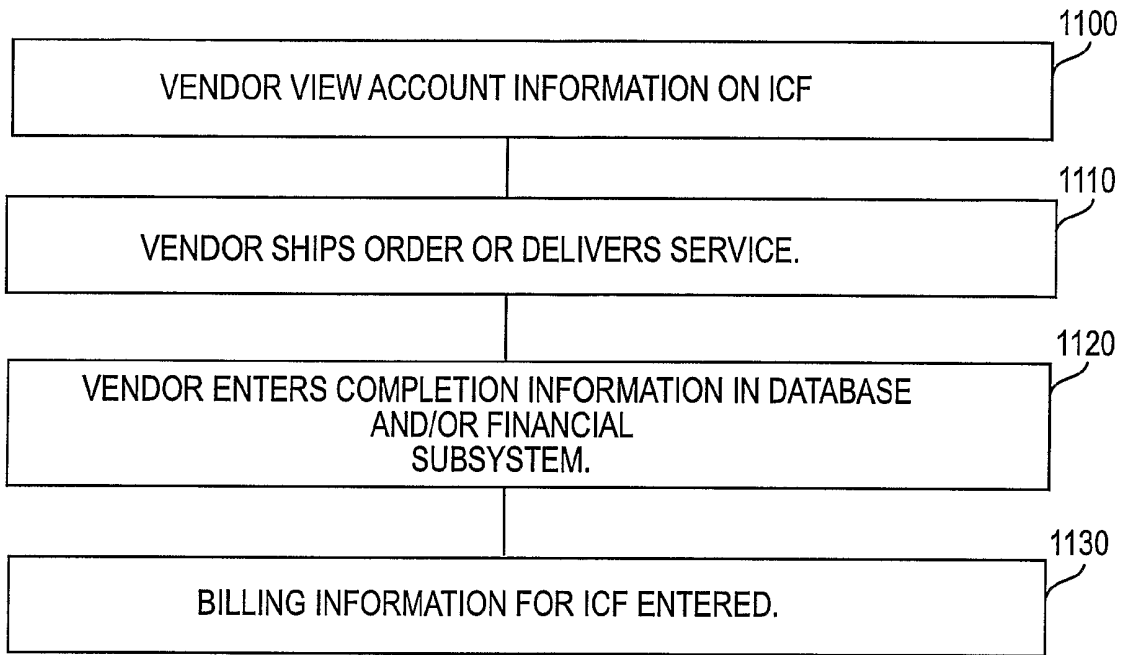 1100
VENDOR VIEW ACCOUNT INFORMATION ON ICF
1110
VENDOR SHIPS ORDER OR DELIVERS SERVICE.
1120
VENDOR ENTERS COMPLETION INFORMATION IN DATABASE
AND/OR FINANCIAL
SUBSYSTEM.
1130
BILLING INFORMATION FOR ICF ENTERED.